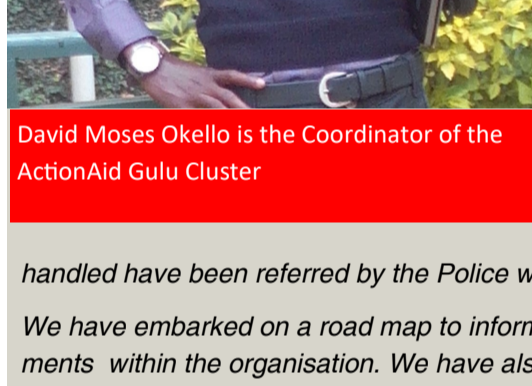 David Moses Okello is the Coordinator of the
ActionAid Gulu Cluster
handled have been referred by the Police
We have embarked on a road map to
ments within the organisation. We have